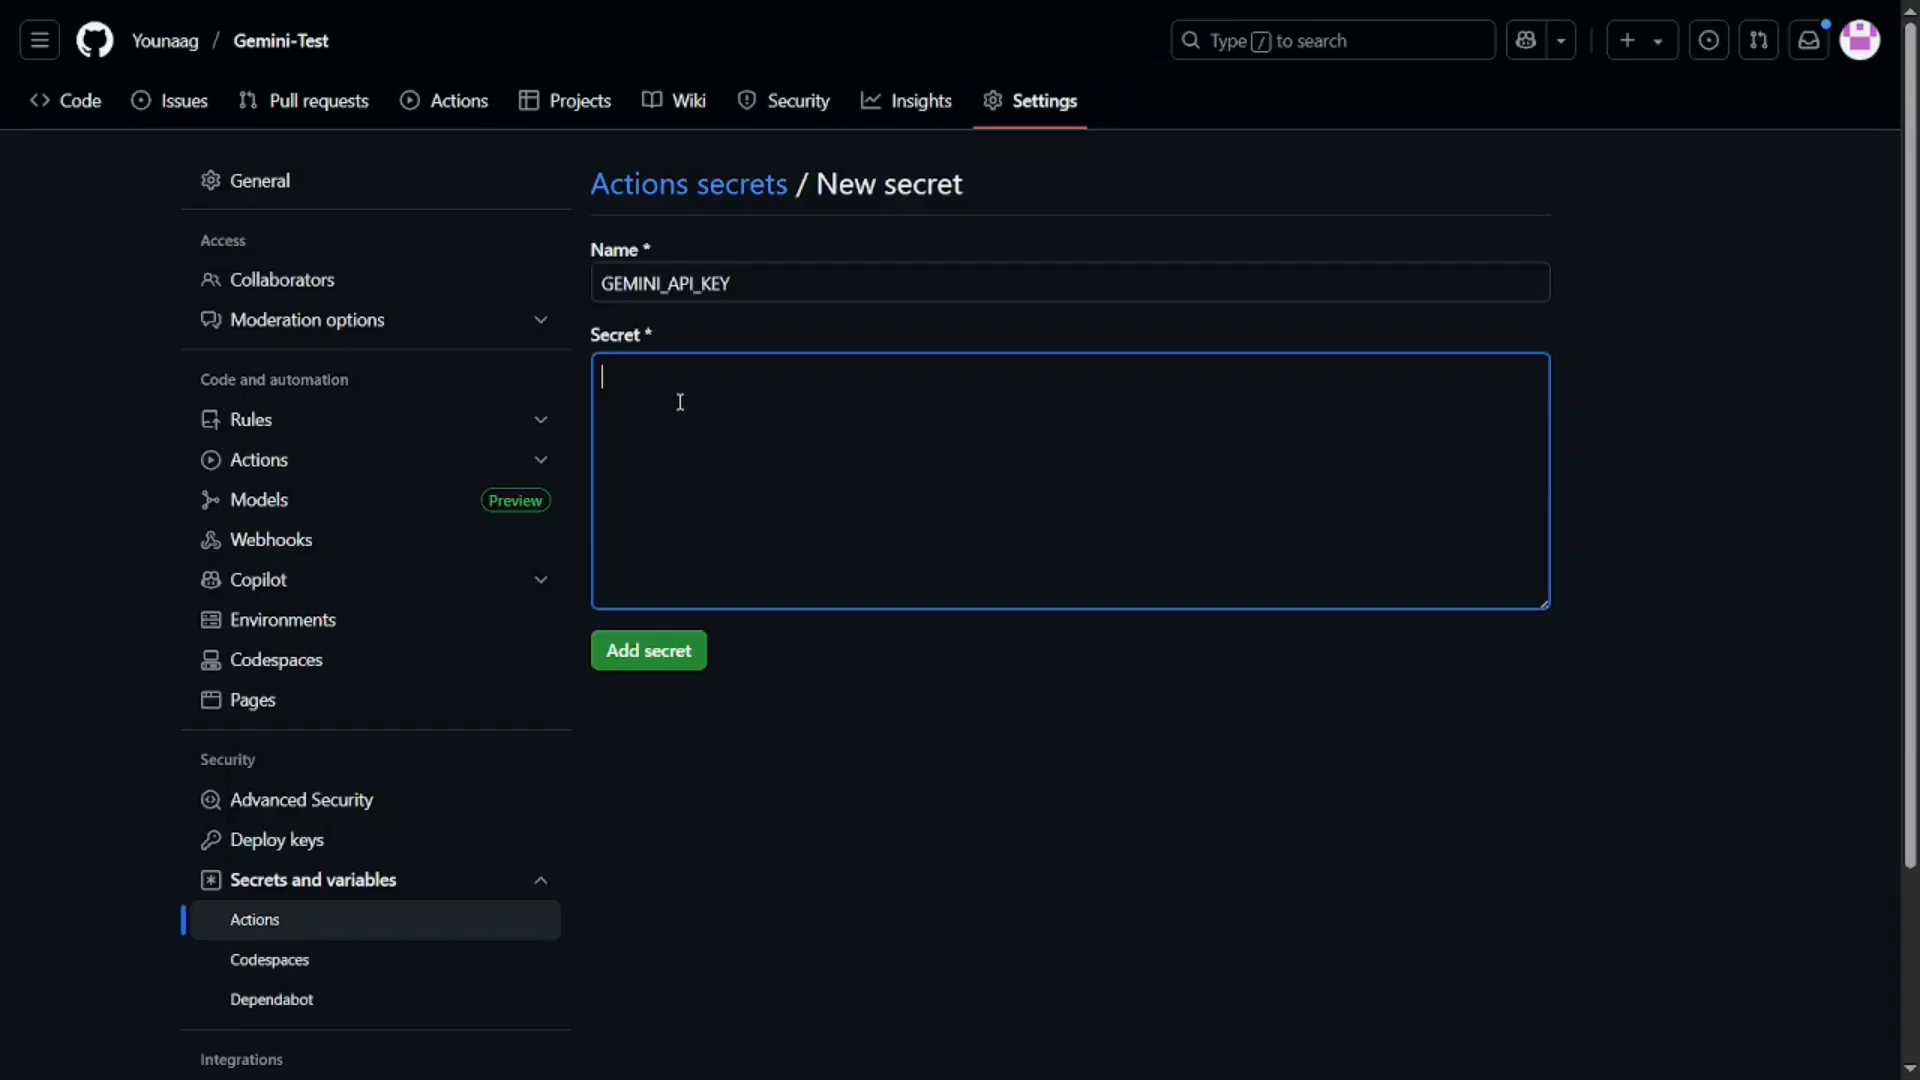 Younaag / Gemini-Test
Type / to search
Code Issues Pull requests Actions Projects Wiki Security Insights Settings
General
Access
Collaborators
Moderation options
Code and automation
Rules
Actions
Models Preview
Webhooks
Copilot
Environments
Codespaces
Pages
Security
Advanced Security
Deploy keys
Secrets and variables
Actions
Codespaces
Dependabot
Integrations
Actions secrets / New secret
Name *
GEMINI_API_KEY
Secret *
Add secret